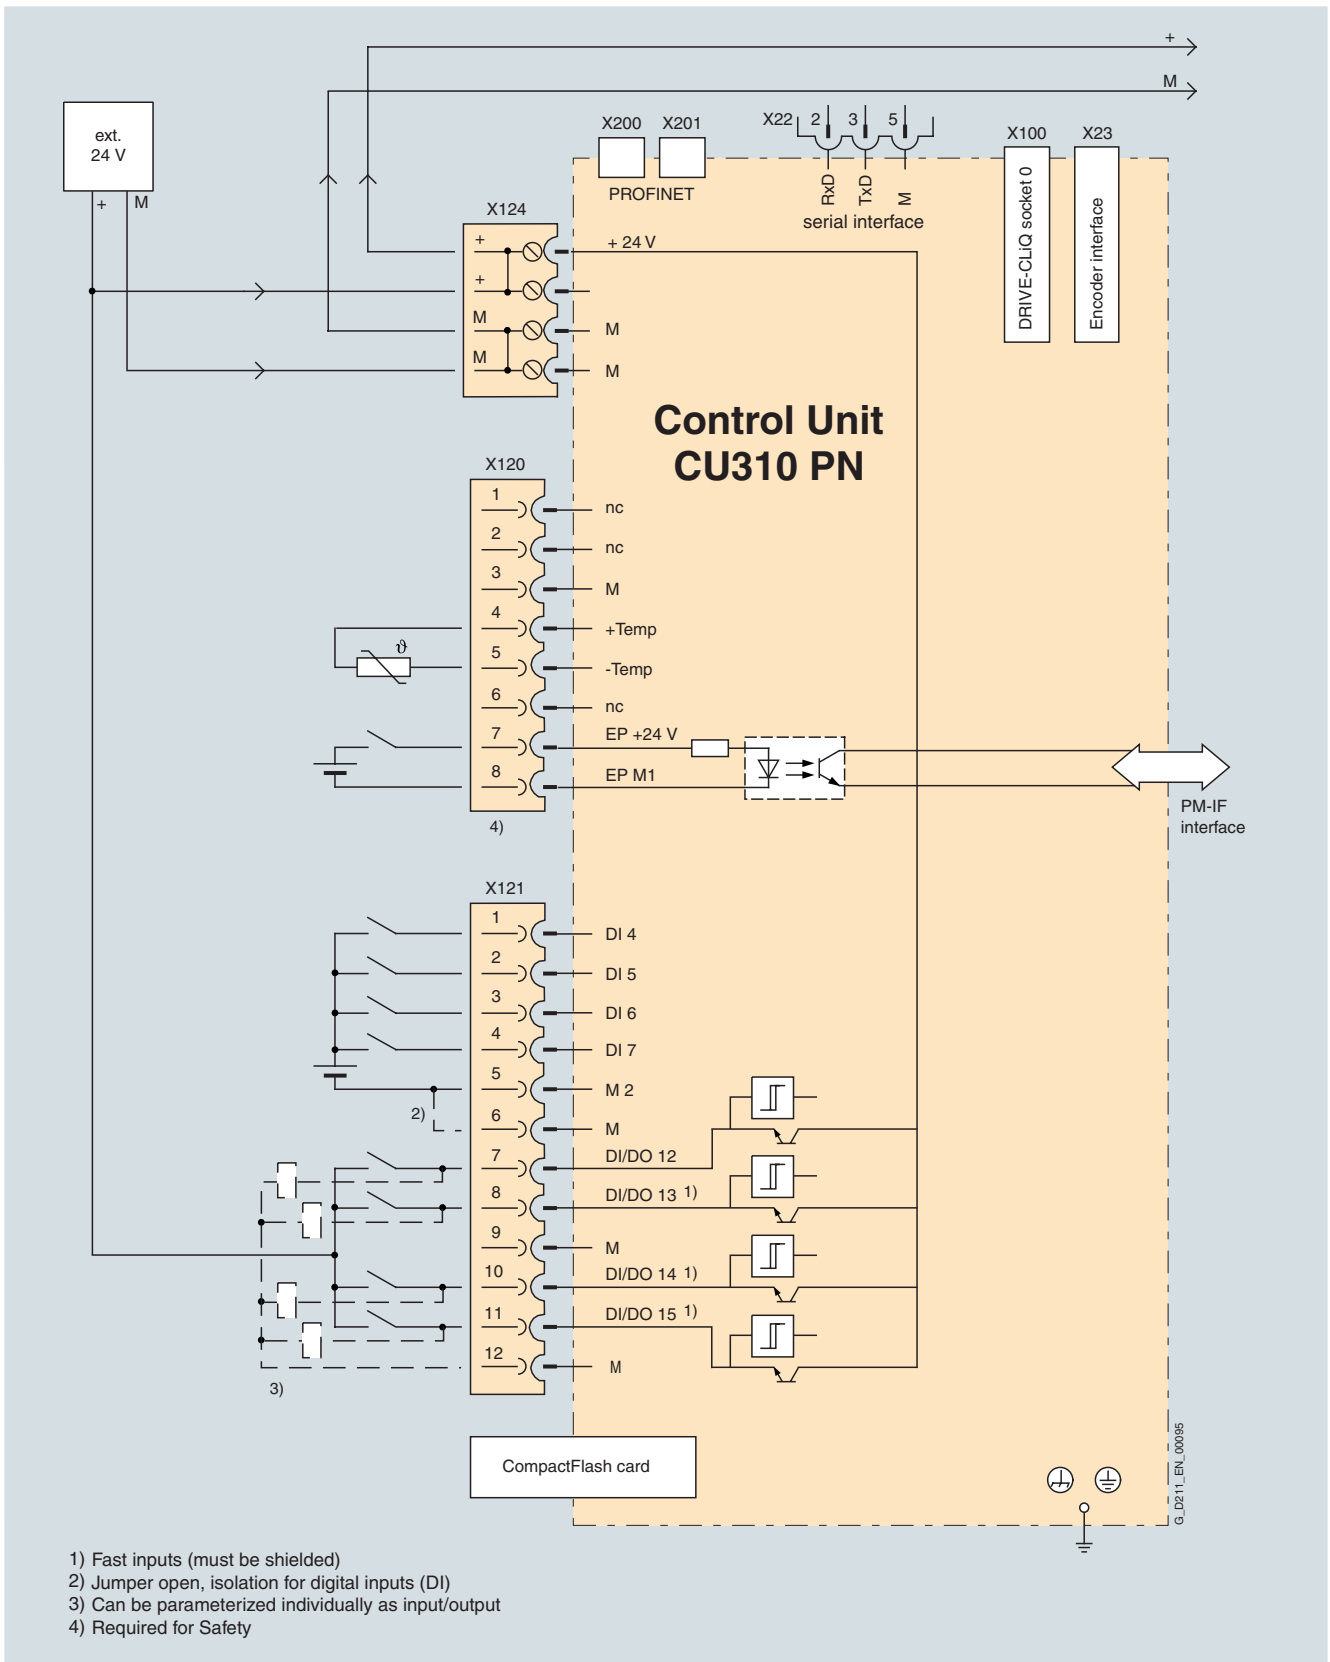 +
M
ext.
24 V
+ M
X200 X201
PROFINET
X22 2 3 5
RxD
TxD
M
serial interface
X100
DRIVE-CLiQ socket 0
X23
Encoder interface
X124
+ + 24 V
+
M M
M M
Control Unit
CU310 PN
X120
1 nc
2 nc
3 M
4 +Temp
ϑ
5 -Temp
6 nc
7 EP +24 V
8 EP M1
4)
PM-IF
interface
X121
1 DI 4
2 DI 5
3 DI 6
4 DI 7
5 M 2
2) 6 M
7 DI/DO 12
8 DI/DO 13 1)
9 M
10 DI/DO 14 1)
11 DI/DO 15 1)
12 M
3)
CompactFlash card
G_D211_EN_00095
1) Fast inputs (must be shielded)
2) Jumper open, isolation for digital inputs (DI)
3) Can be parameterized individually as input/output
4) Required for Safety